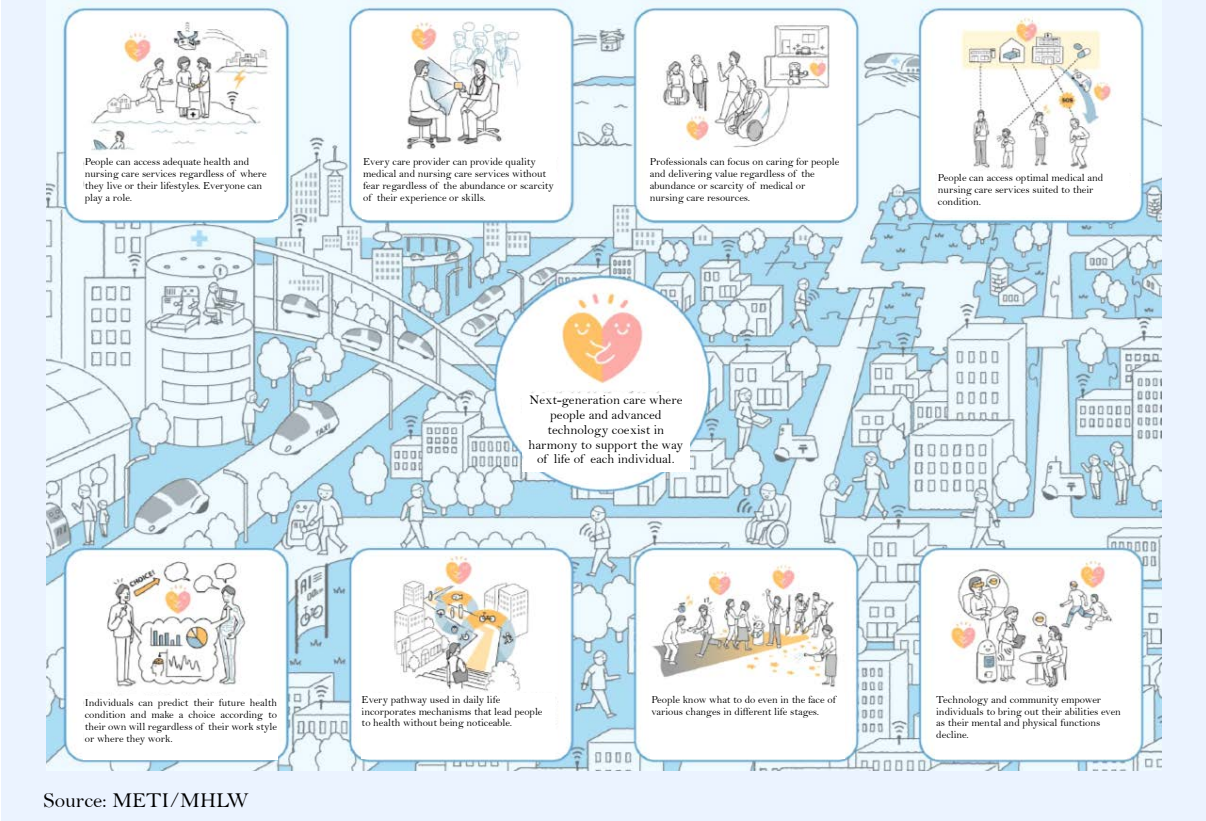 SOS
People can access adequate health and
nursing care services regardless of where
they live or their lifestyles. Everyone can
play a role.
Every care provider can provide quality
medical and nursing care services without
fear regardless of the abundance or scarcity
of their experience or skills.
Professionals can focus on caring for people
and delivering value regardless of the
abundance or scarcity of medical or
nursing care resources.
People can access optimal medical and
nursing care services suited to their
condition.
TAXI
Next-generation care where
people and advanced
technology coexist in
harmony to support the way
of life of each individual.
CHOICE!
AI
Individuals can predict their future health
condition and make a choice according to
their own will regardless of their work style
or where they work.
Every pathway used in daily life
incorporates mechanisms that lead people
to health without being noticeable.
People know what to do even in the face of
various changes in different life stages.
Technology and community empower
individuals to bring out their abilities even
as their mental and physical functions
decline.
Source: METI/MHLW